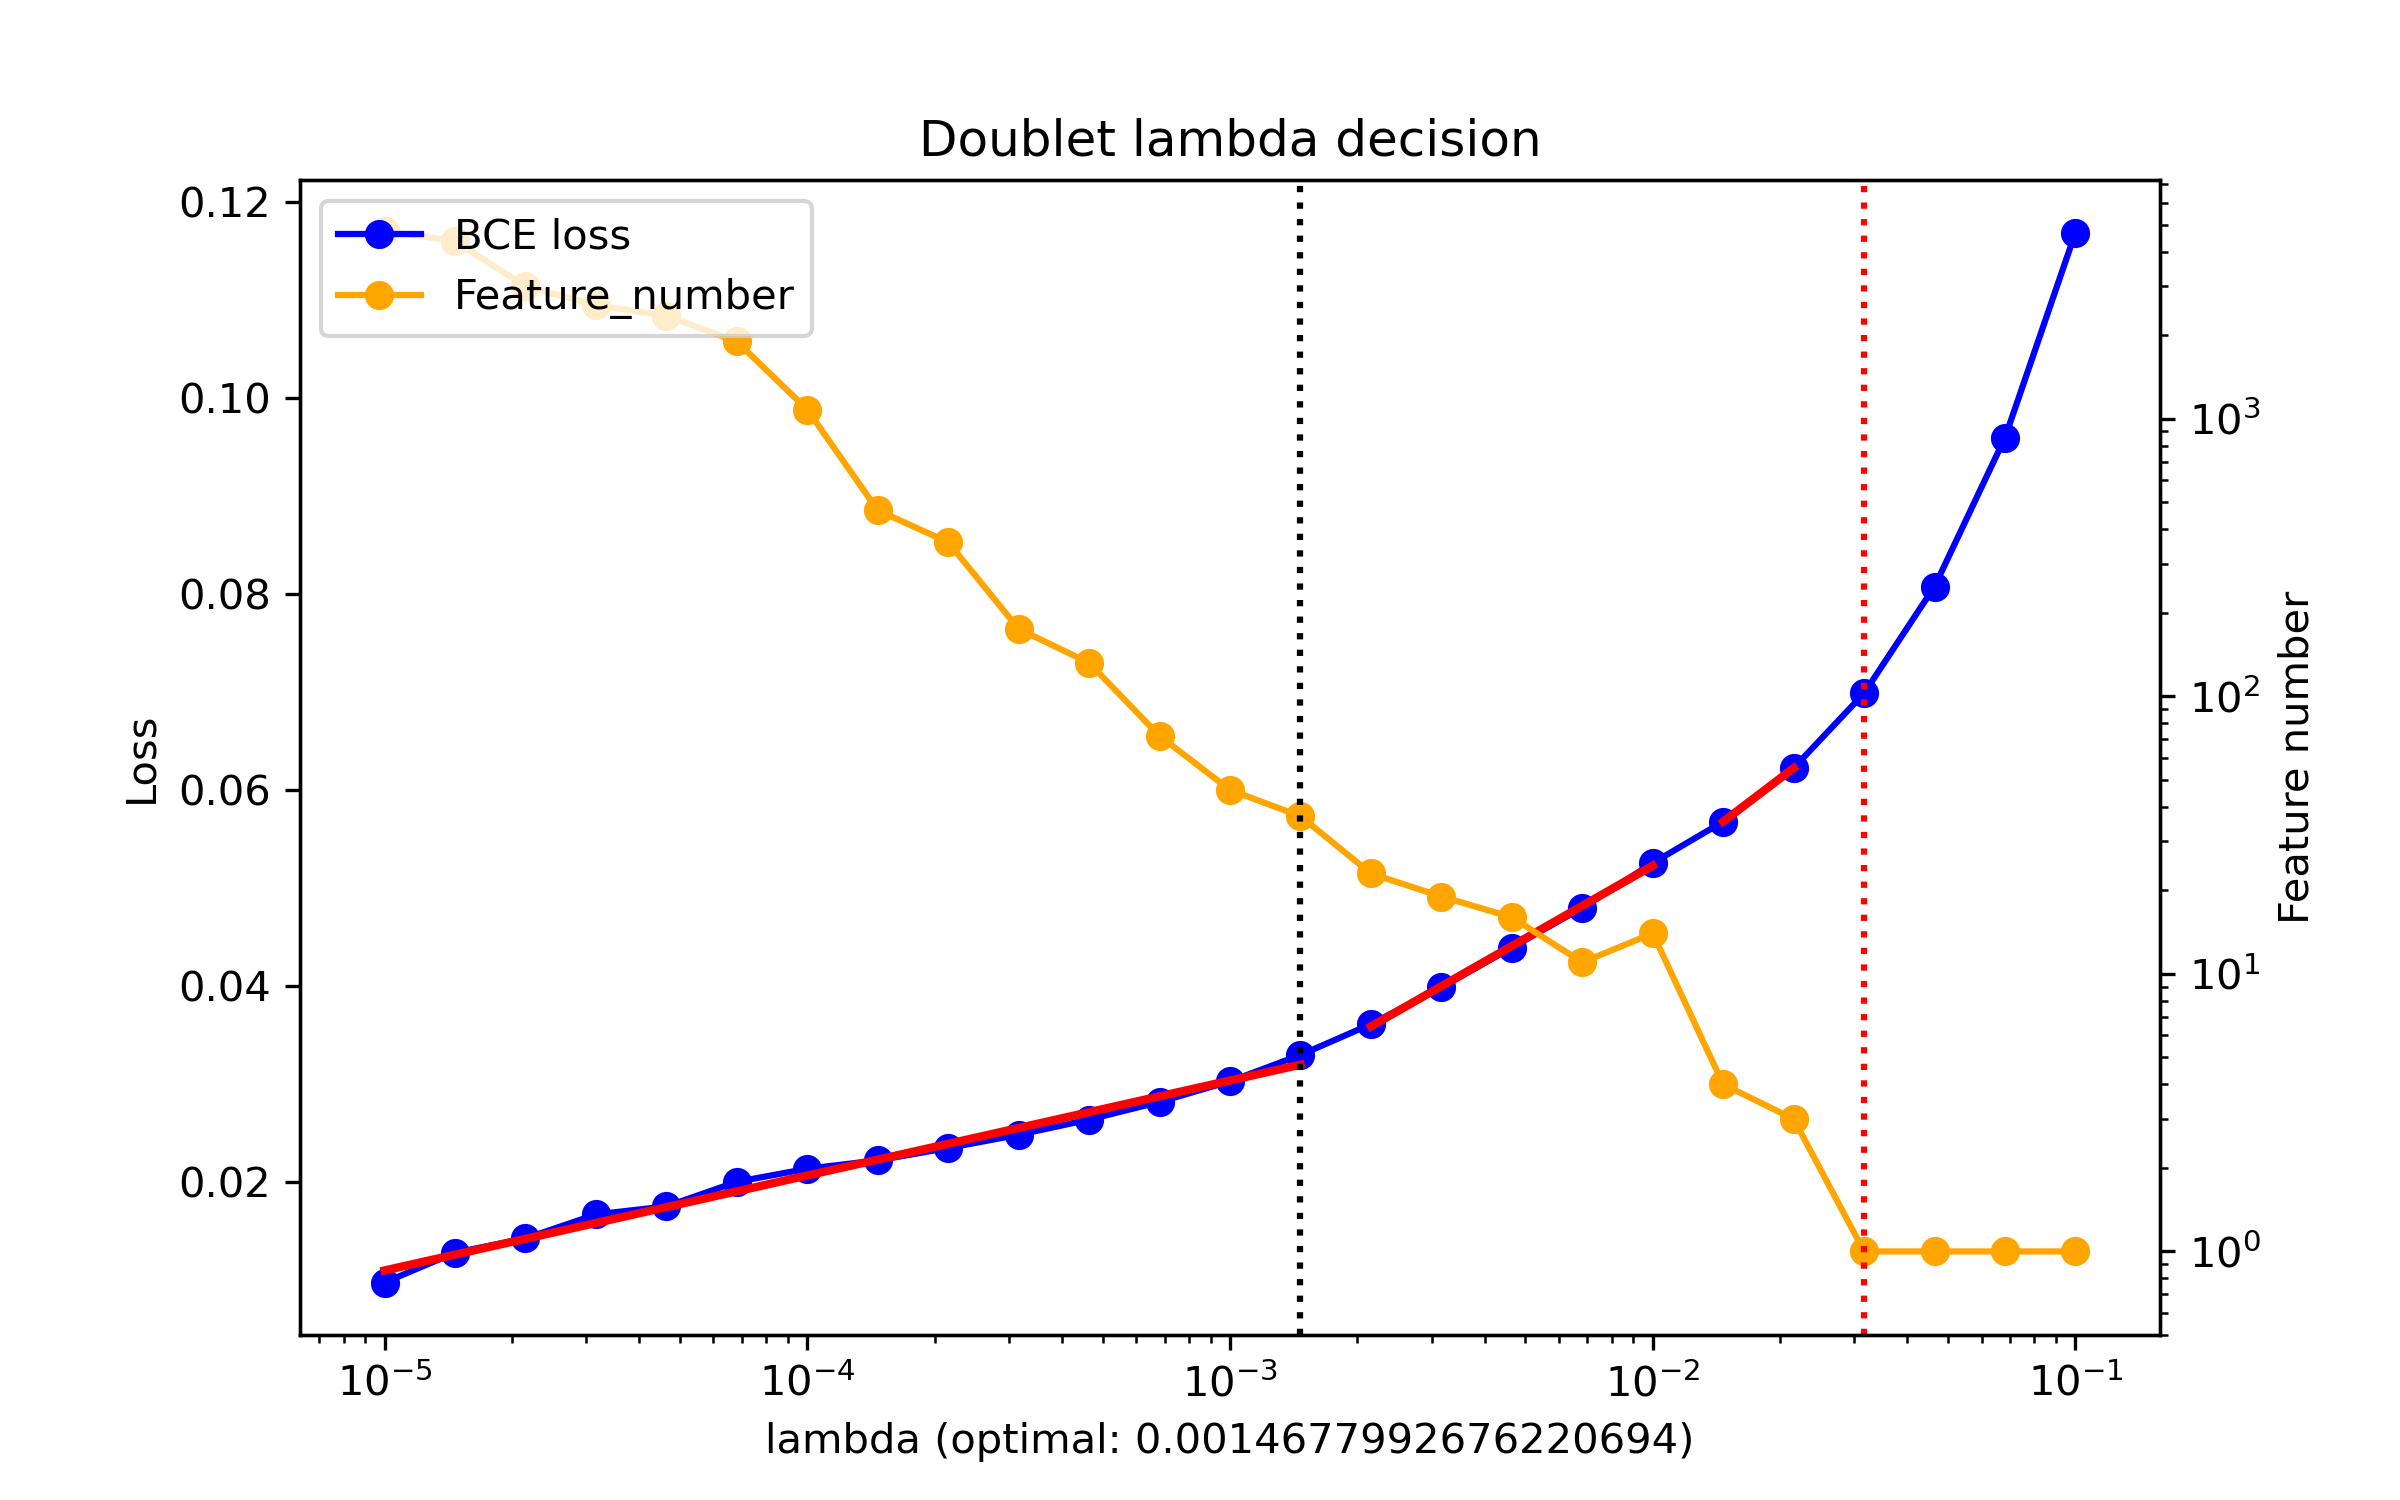 Doublet lambda decision
BCE loss
Feature_number
0.12
0.10
0.08
0.06
0.04
0.02
Loss
10³
10²
10¹
10⁰
Feature number
10⁻⁵ 10⁻⁴ 10⁻³ 10⁻² 10⁻¹
lambda (optimal: 0.0014677992676220694)